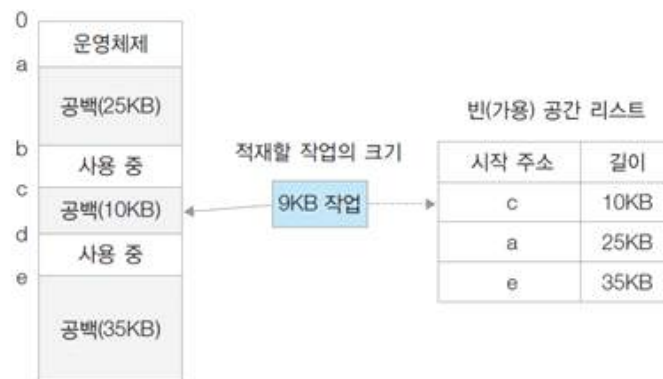 0
운영체제
a
공백(25KB)
b
사용 중
c
공백(10KB)
d
사용 중
e
공백(35KB)
적재할 작업의 크기
9KB 작업
빈(가용) 공간 리스트
시작 주소 길이
c 10KB
a 25KB
e 35KB